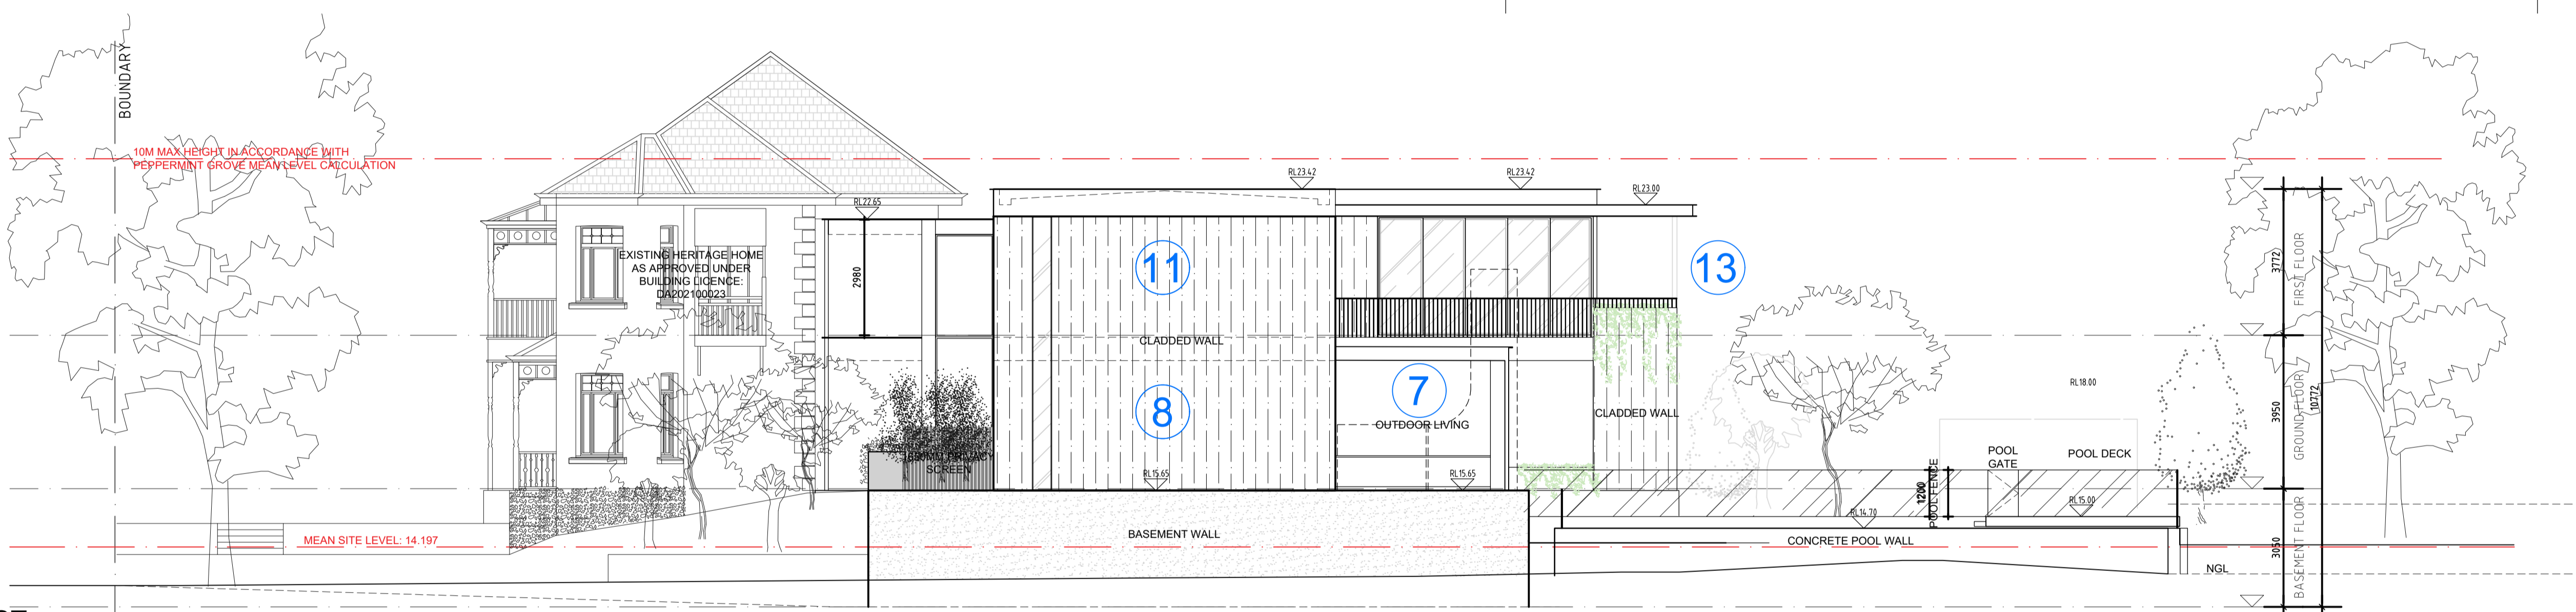 BOUNDARY
10M MAX HEIGHT IN ACCORDANCE WITH
PEPPERMINT GROVE MEAN LEVEL CALCULATION
RL22.65
RL23.42
RL23.42
RL23.00
EXISTING HERITAGE HOME
AS APPROVED UNDER
BUILDING LICENCE:
DA202100023
2980
11
13
CLADDED WALL
8
7
OUTDOOR LIVING
CLADDED WALL
PRIVACY
SCREEN
RL15.65
RL15.65
BASEMENT WALL
MEAN SITE LEVEL: 14.197
RL18.00
POOL
GATE
POOL DECK
1200
POOL FENCE
RL14.70
RL15.00
CONCRETE POOL WALL
NGL
3772
FIRST FLOOR
3950
GROUND FLOOR
10772
3050
BASEMENT FLOOR